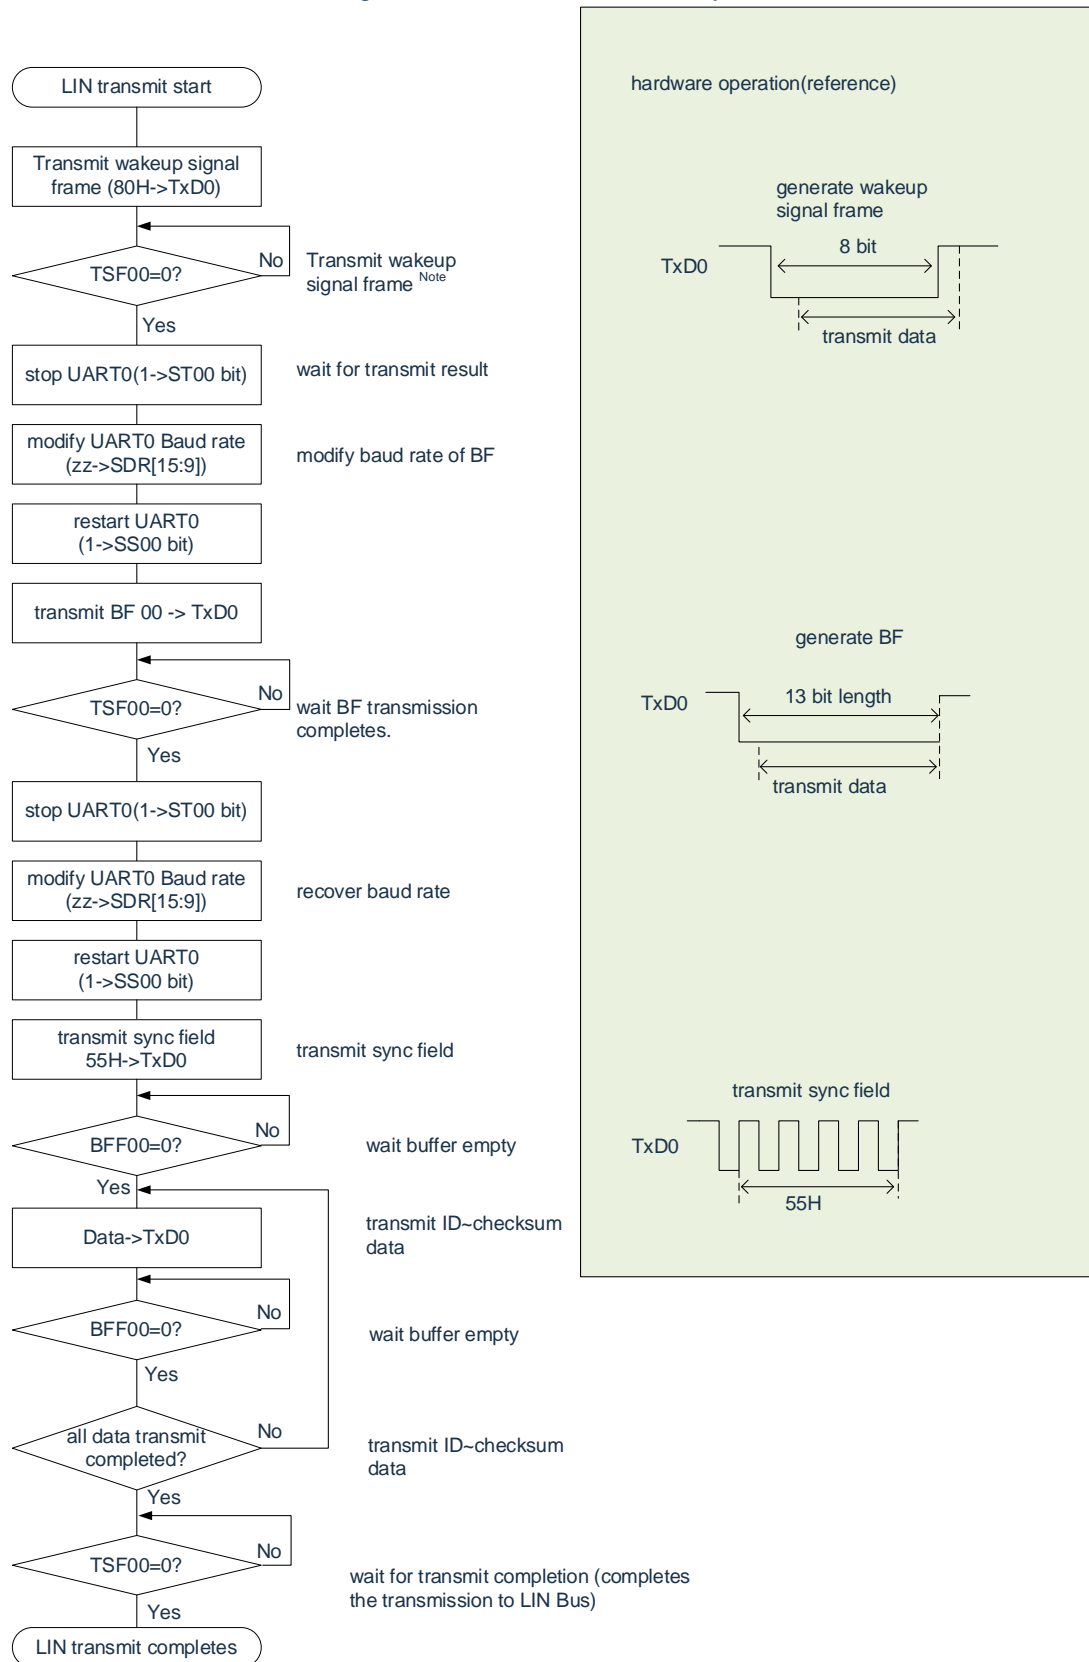 LIN transmit start
Transmit wakeup signal
frame (80H->TxD0)
TSF00=0?
No
Transmit wakeup
signal frame Note
Yes
stop UART0(1->ST00 bit)
wait for transmit result
modify UART0 Baud rate
(zz->SDR[15:9])
modify baud rate of BF
restart UART0
(1->SS00 bit)
transmit BF 00 -> TxD0
TSF00=0?
No
wait BF transmission
completes.
Yes
stop UART0(1->ST00 bit)
modify UART0 Baud rate
(zz->SDR[15:9])
recover baud rate
restart UART0
(1->SS00 bit)
transmit sync field
55H->TxD0
transmit sync field
BFF00=0?
No
wait buffer empty
Yes
Data->TxD0
transmit ID~checksum
data
BFF00=0?
No
wait buffer empty
Yes
all data transmit
completed?
No
transmit ID~checksum
data
Yes
TSF00=0?
No
wait for transmit completion (completes
the transmission to LIN Bus)
Yes
LIN transmit completes
hardware operation(reference)
generate wakeup
signal frame
TxD0
8 bit
transmit data
generate BF
TxD0
13 bit length
transmit data
transmit sync field
TxD0
55H